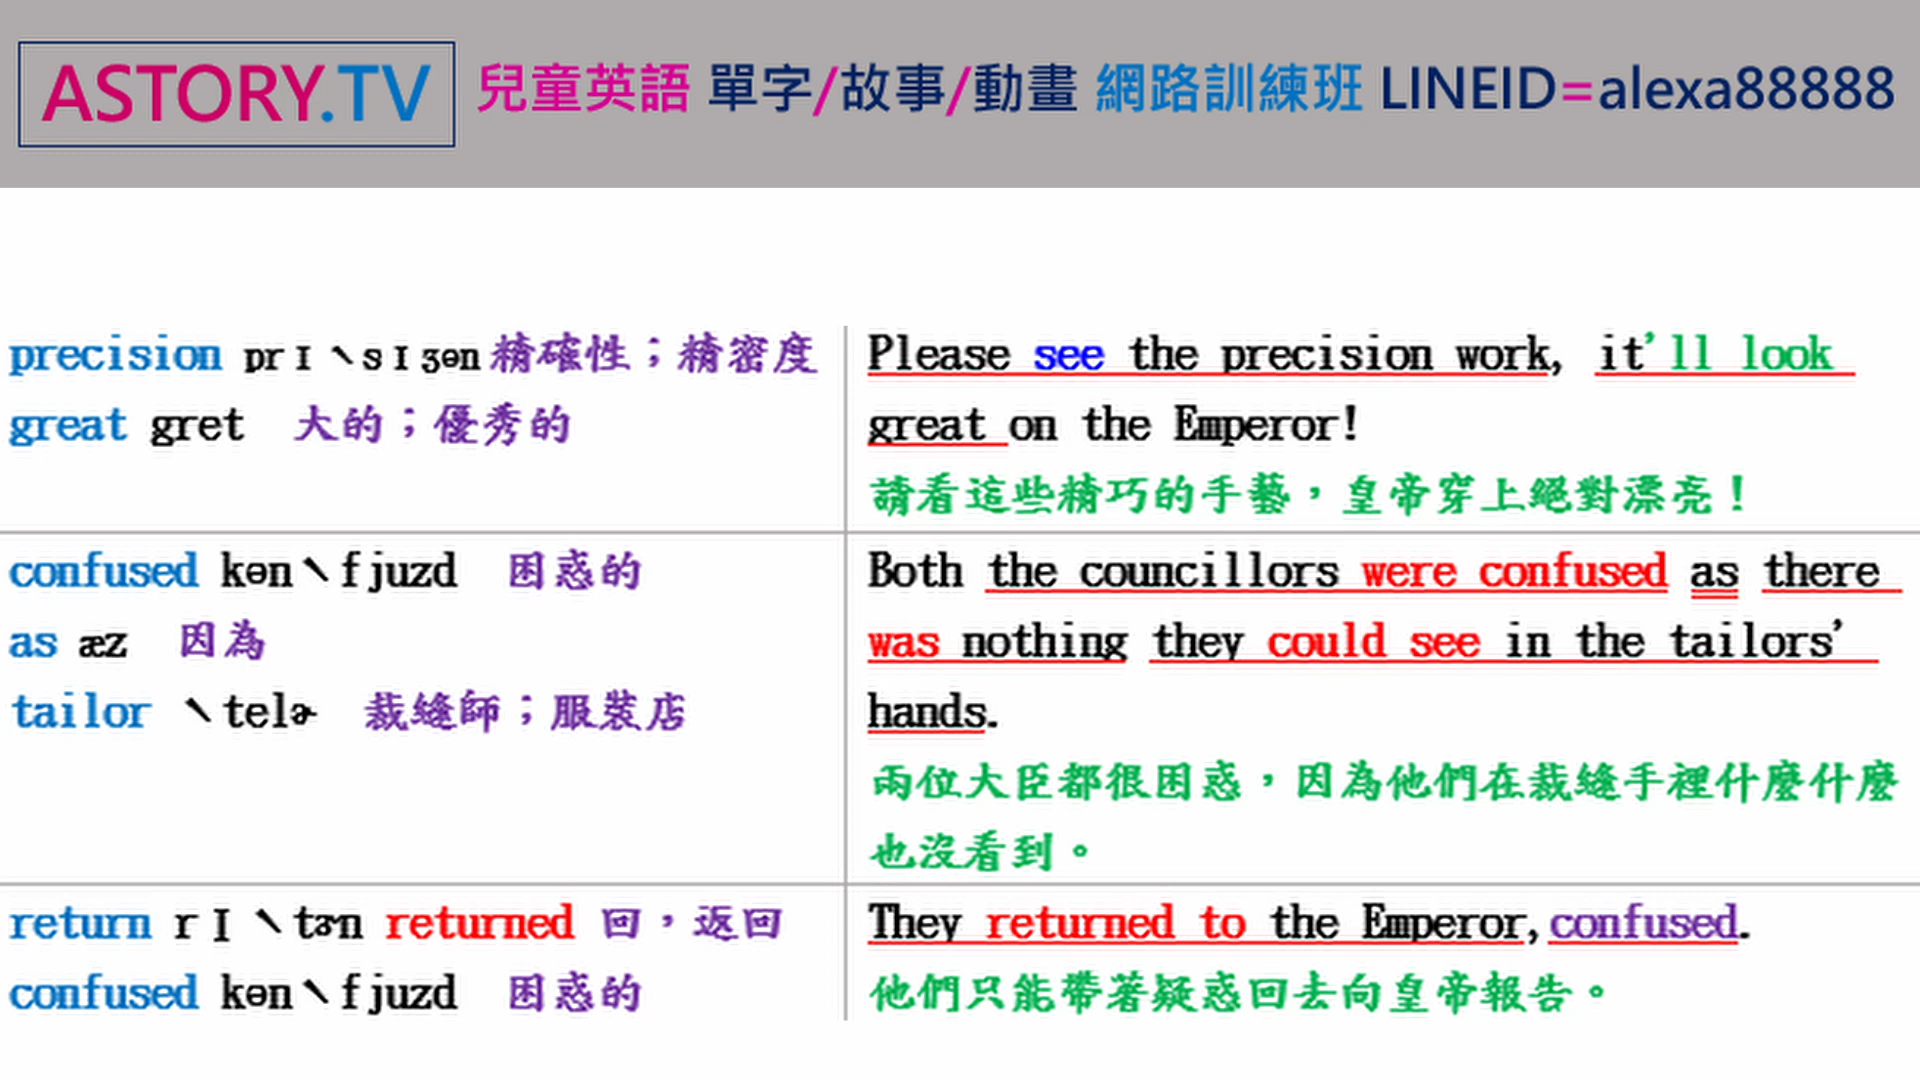 ASTORY.TV 兒童英語 單字/故事/動畫 網路訓練班 LINEID=alexa88888
precision prɪˋsɪʒən 精確性；精密度
great gret 大的；優秀的
Please see the precision work, it'll look
great on the Emperor!
請看這些精巧的手藝，皇帝穿上絕對漂亮！
confused kənˋfjuzd 困惑的
as æz 因為
tailor ˋtelɚ 裁縫師；服裝店
Both the councillors were confused as there
was nothing they could see in the tailors’
hands.
兩位大臣都很困惑，因為他們在裁縫手裡什麼什麼
也沒看到。
return rɪˋtɝn returned 回，返回
confused kənˋfjuzd 困惑的
They returned to the Emperor,confused.
他們只能帶著疑惑回去向皇帝報告。